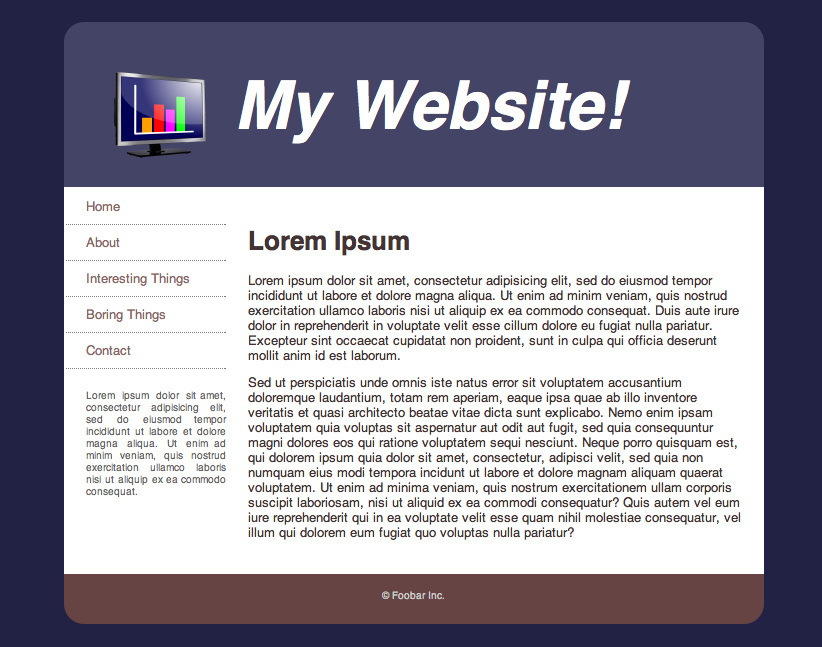 My Website!
Home
About
Interesting Things
Boring Things
Contact
Lorem ipsum dolor sit amet,
consectetur adipisicing elit,
sed do eiusmod tempor
incididunt ut labore et dolore
magna aliqua. Ut enim ad
minim veniam, quis nostrud
exercitation ullamco laboris
nisi ut aliquip ex ea commodo
consequat.
Lorem Ipsum
Lorem ipsum dolor sit amet, consectetur adipisicing elit, sed do eiusmod tempor
incididunt ut labore et dolore magna aliqua. Ut enim ad minim veniam, quis nostrud
exercitation ullamco laboris nisi ut aliquip ex ea commodo consequat. Duis aute irure
dolor in reprehenderit in voluptate velit esse cillum dolore eu fugiat nulla pariatur.
Excepteur sint occaecat cupidatat non proident, sunt in culpa qui officia deserunt
mollit anim id est laborum.
Sed ut perspiciatis unde omnis iste natus error sit voluptatem accusantium
doloremque laudantium, totam rem aperiam, eaque ipsa quae ab illo inventore
veritatis et quasi architecto beatae vitae dicta sunt explicabo. Nemo enim ipsam
voluptatem quia voluptas sit aspernatur aut odit aut fugit, sed quia consequuntur
magni dolores eos qui ratione voluptatem sequi nesciunt. Neque porro quisquam est,
qui dolorem ipsum quia dolor sit amet, consectetur, adipisci velit, sed quia non
numquam eius modi tempora incidunt ut labore et dolore magnam aliquam quaerat
voluptatem. Ut enim ad minima veniam, quis nostrum exercitationem ullam corporis
suscipit laboriosam, nisi ut aliquid ex ea commodi consequatur? Quis autem vel eum
iure reprehenderit qui in ea voluptate velit esse quam nihil molestiae consequatur, vel
illum qui dolorem eum fugiat quo voluptas nulla pariatur?
© Foobar Inc.